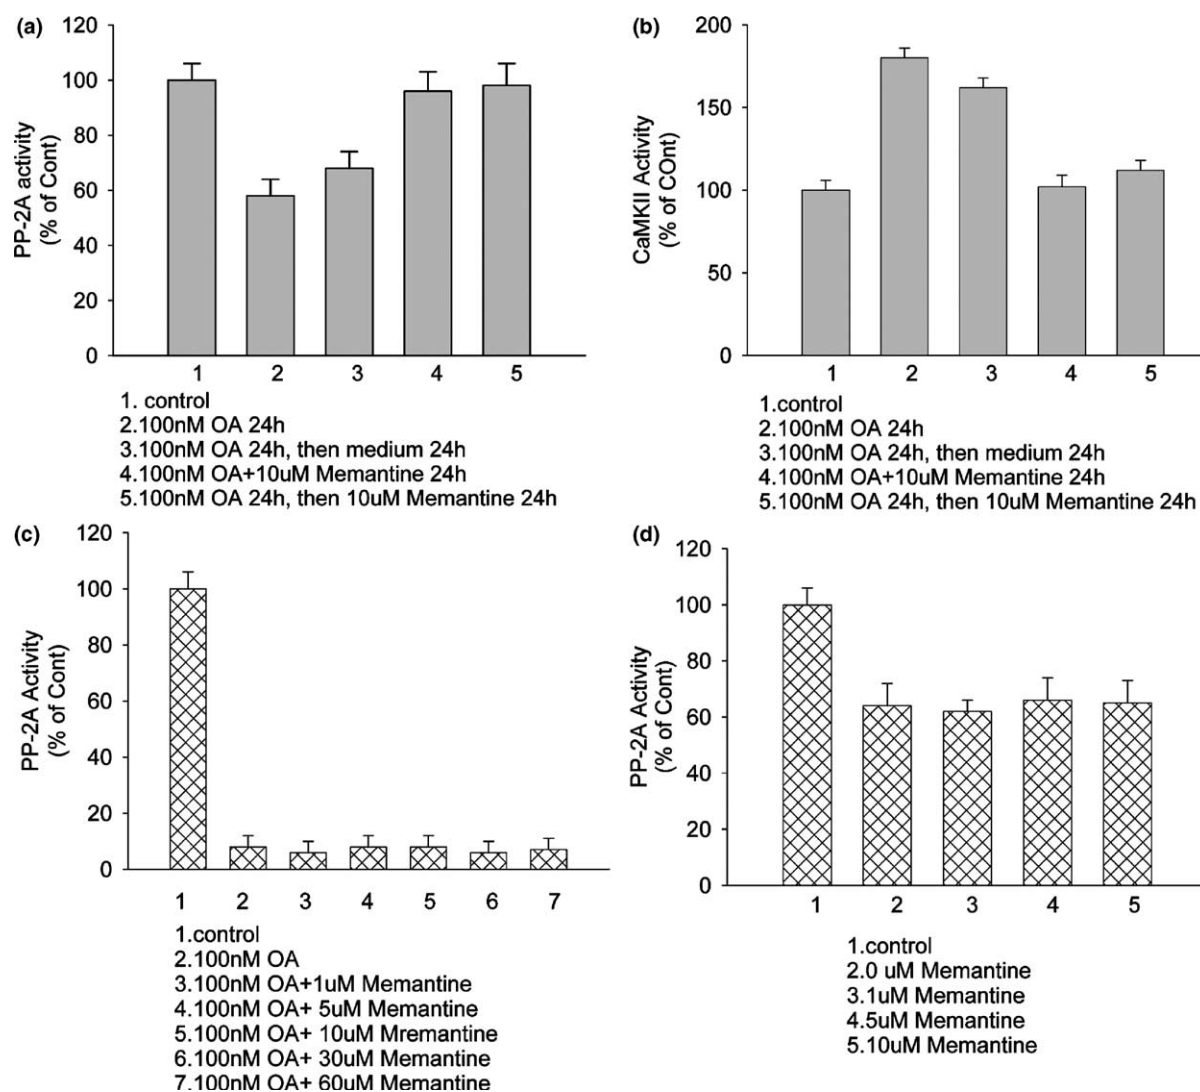 (a)
PP-2A activity
(% of Cont)
120
100
80
60
40
20
0
1 2 3 4 5
1. control
2.100nM OA 24h
3.100nM OA 24h, then medium 24h
4.100nM OA+10uM Memantine 24h
5.100nM OA 24h, then 10uM Memantine 24h
(b)
CaMKII Activity
(% of COnt)
200
150
100
50
0
1 2 3 4 5
1.control
2.100nM OA 24h
3.100nM OA 24h, then medium 24h
4.100nM OA+10uM Memantine 24h
5.100nM OA 24h, then 10uM Memantine 24h
(c)
PP-2A Activity
(% of Cont)
120
100
80
60
40
20
0
1 2 3 4 5 6 7
1.control
2.100nM OA
3.100nM OA+1uM Memantine
4.100nM OA+ 5uM Memantine
5.100nM OA+ 10uM Mremantine
6.100nM OA+ 30uM Memantine
7.100nM OA+ 60uM Memantine
(d)
PP-2A Activity
(% of Cont)
120
100
80
60
40
20
0
1 2 3 4 5
1.control
2.0 uM Memantine
3.1uM Memantine
4.5uM Memantine
5.10uM Memantine